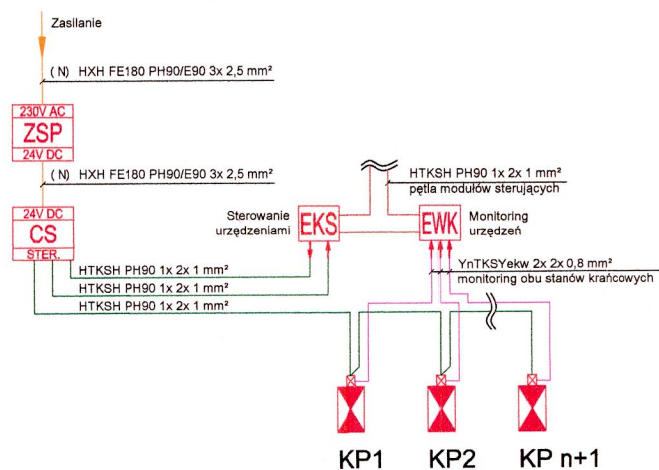 Zasilanie
(N) HXH FE180 PH90/E90 3x 2,5 mm²
230V AC
ZSP
24V DC
(N) HXH FE180 PH90/E90 3x 2,5 mm²
HTKSH PH90 1x 2x 1 mm²
pętla modułów sterujących
24V DC
CS
STER.
Sterowanie
urządzeniami
EKS
EWK
Monitoring
urządzeń
HTKSH PH90 1x 2x 1 mm²
HTKSH PH90 1x 2x 1 mm²
HTKSH PH90 1x 2x 1 mm²
YnTKSYekw 2x 2x 0,8 mm²
monitoring obu stanów krańcowych
KP1
KP2
KP n+1